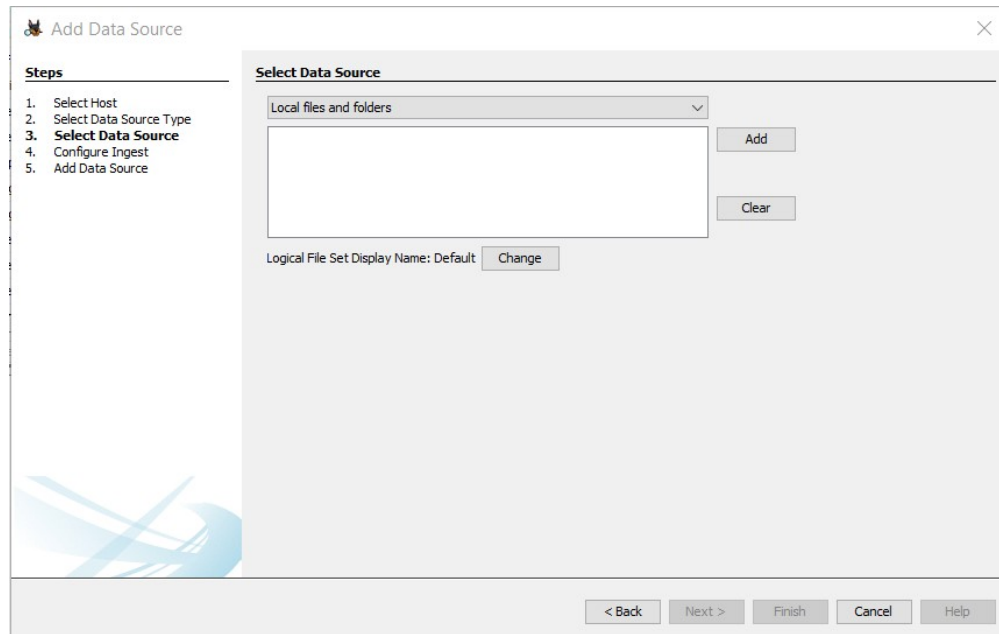 Add Data Source
Steps
1. Select Host
2. Select Data Source Type
3. Select Data Source
4. Configure Ingest
5. Add Data Source
Select Data Source
Local files and folders
Add
Clear
Logical File Set Display Name: Default Change
< Back Next > Finish Cancel Help